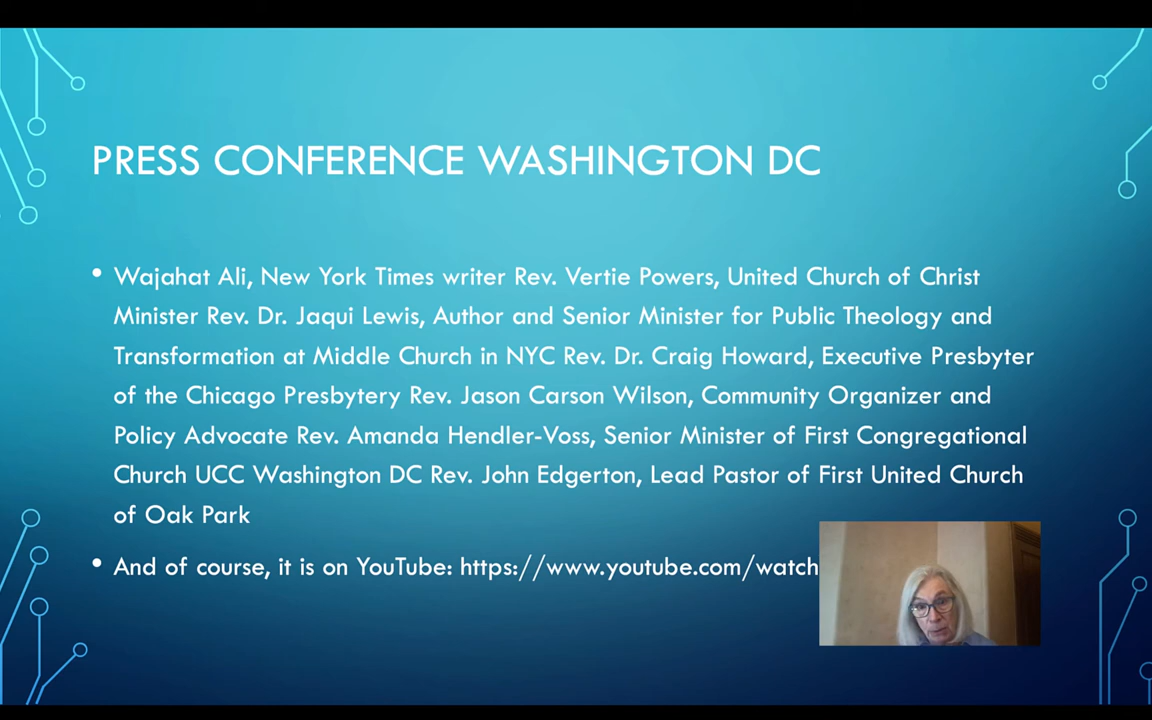 PRESS CONFERENCE WASHINGTON DC
• Wajahat Ali, New York Times writer Rev. Vertie Powers, United Church of Christ
Minister Rev. Dr. Jaqui Lewis, Author and Senior Minister for Public Theology and
Transformation at Middle Church in NYC Rev. Dr. Craig Howard, Executive Presbyter
of the Chicago Presbytery Rev. Jason Carson Wilson, Community Organizer and
Policy Advocate Rev. Amanda Hendler-Voss, Senior Minister of First Congregational
Church UCC Washington DC Rev. John Edgerton, Lead Pastor of First United Church
of Oak Park
• And of course, it is on YouTube: https://www.youtube.com/watch